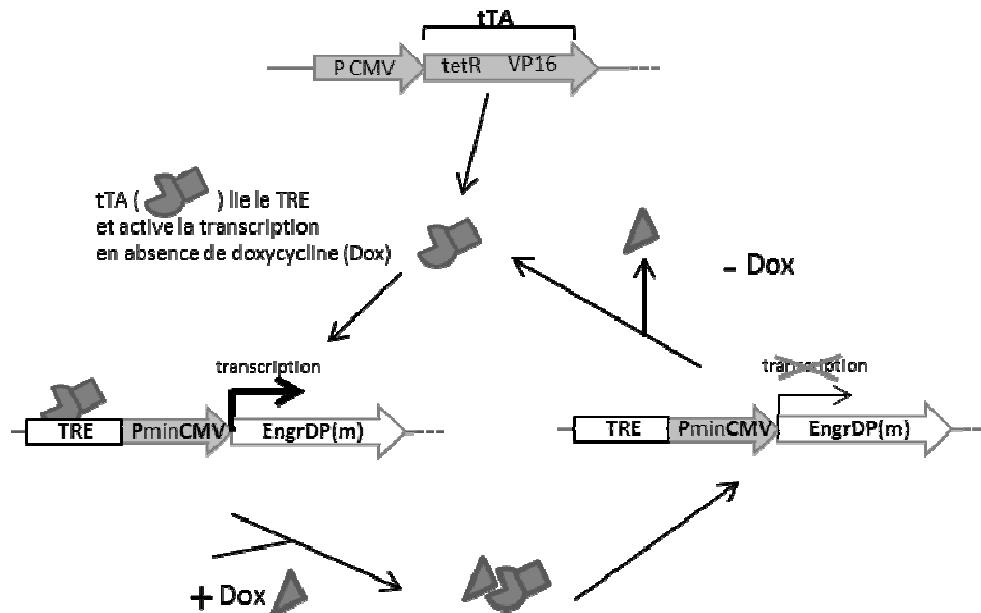 tTA
P CMV tetR VP16
tTA ( ) lie le TRE
et active la transcription
en absence de doxycycline (Dox)
- Dox
transcription
transcription
TRE PminCMV EngrDP(m)
TRE PminCMV EngrDP(m)
+ Dox